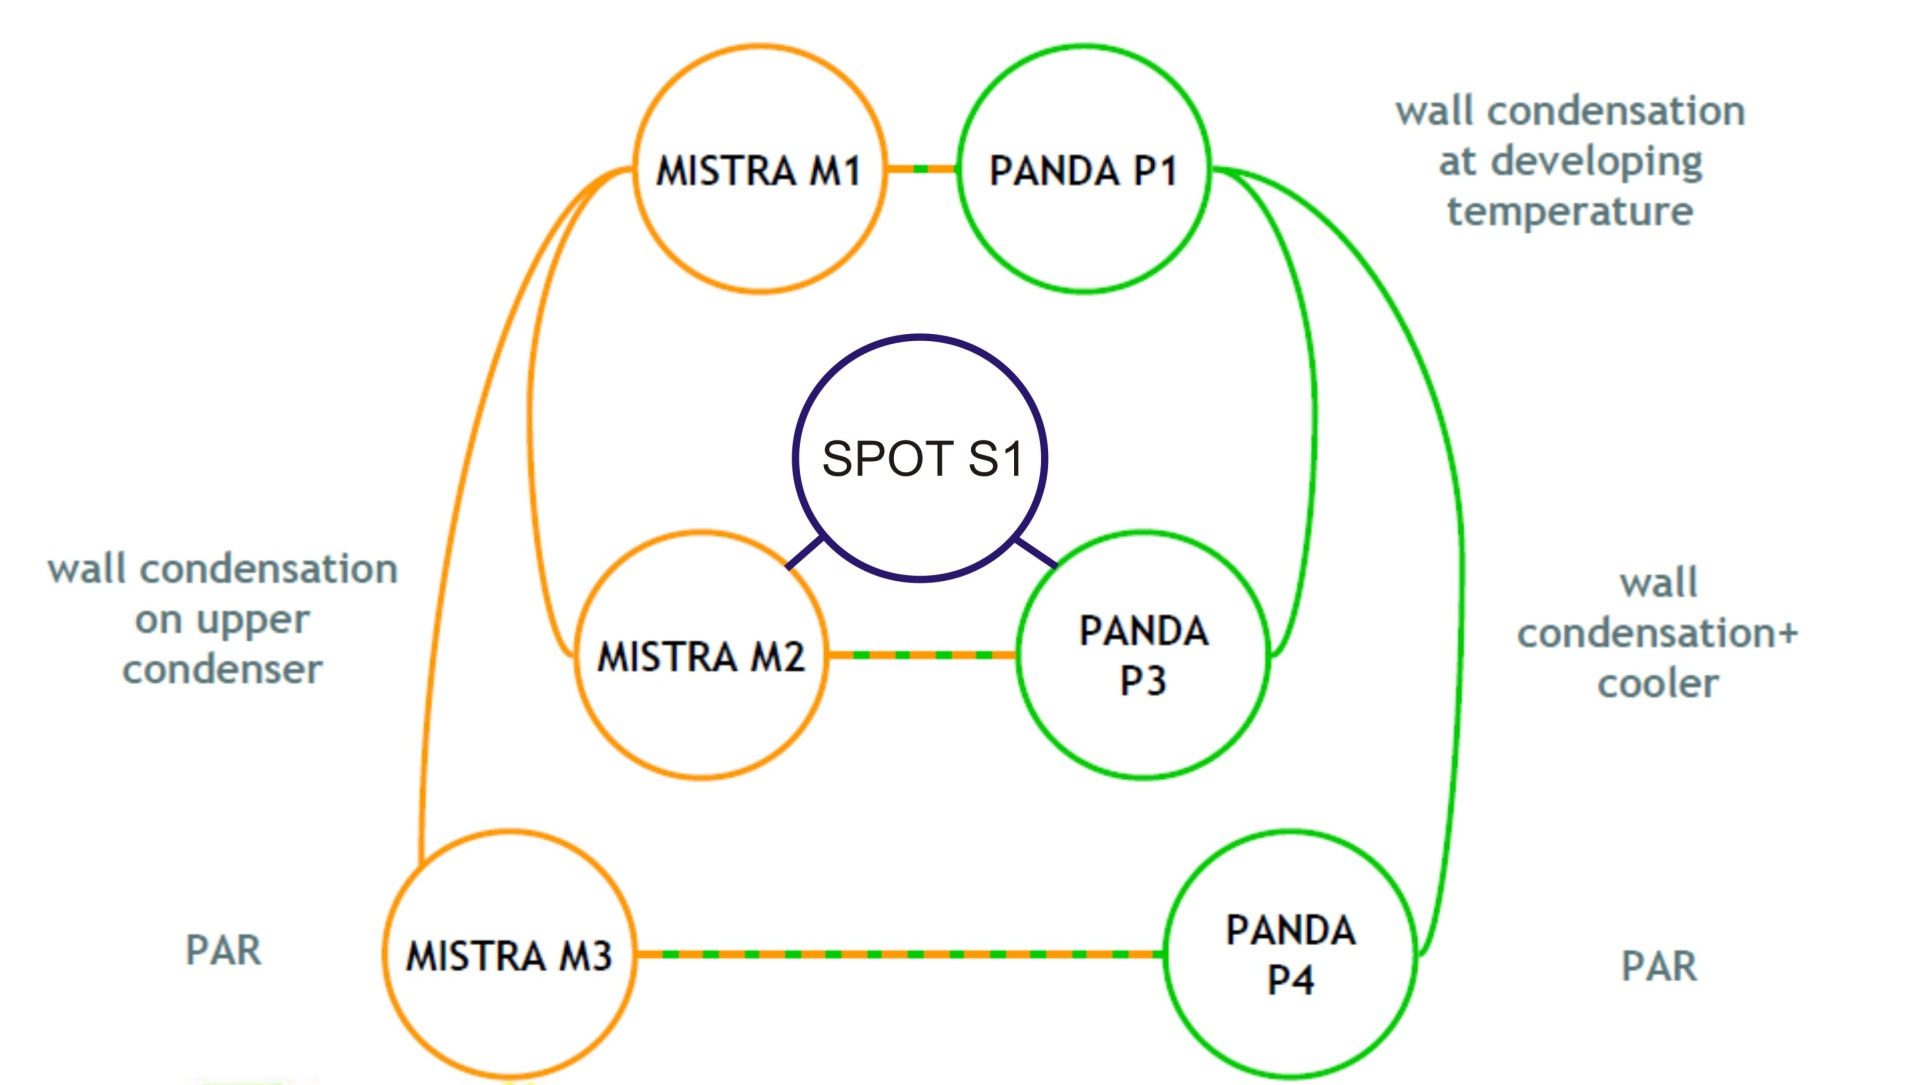 MISTRA M1
PANDA P1
wall condensation
at developing
temperature
SPOT S1
wall condensation
on upper
condenser
MISTRA M2
PANDA
P3
wall
condensation+
cooler
PAR
MISTRA M3
PANDA
P4
PAR